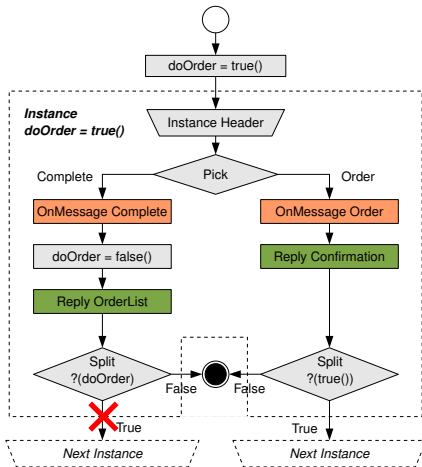 doOrder = true()
Instance
doOrder = true()
Instance Header
Pick
Complete
Order
OnMessage Complete
OnMessage Order
doOrder = false()
Reply Confirmation
Reply OrderList
Split
?(doOrder)
Split
?(true())
False
False
True
True
Next Instance
Next Instance